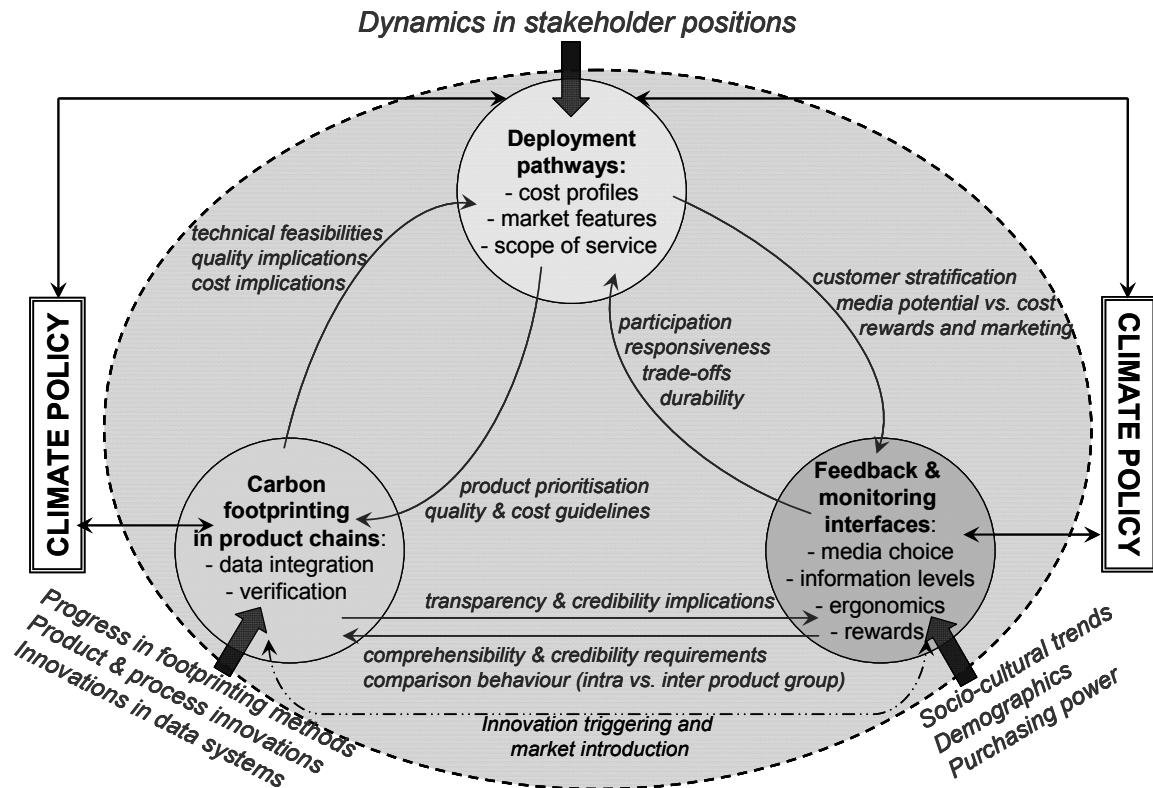 Dynamics in stakeholder positions
Deployment
pathways:
- cost profiles
- market features
- scope of service
technical feasibilities
quality implications
cost implications
customer stratification
media potential vs. cost
rewards and marketing
participation
responsiveness
trade-offs
durability
CLIMATE POLICY
CLIMATE POLICY
Carbon
footprinting
in product chains:
- data integration
- verification
product prioritisation
quality & cost guidelines
Feedback &
monitoring
interfaces:
- media choice
- information levels
- ergonomics
- rewards
transparency & credibility implications
comprehensibility & credibility requirements
comparison behaviour (intra vs. inter product group)
Innovation triggering and
market introduction
Progress in footprinting methods
Product & process innovations
Innovations in data systems
Socio-cultural trends
Demographics
Purchasing power